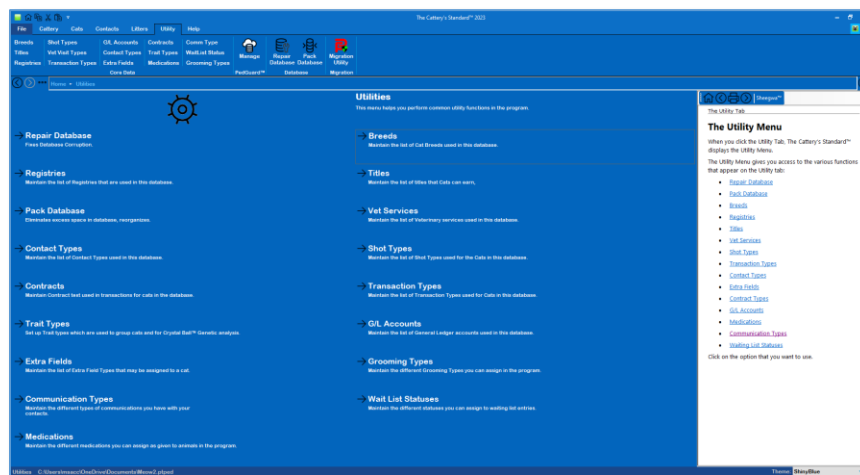 The Cattery's Standard™ 2023
File Cattery Cats Contacts Litters Utility Help
Breeds Shot Types G/L Accounts Contracts Comm Type
Titles Vet Visit Types Contact Types Trait Types WaitList Status
Registries Transaction Types Extra Fields Medications Grooming Types
Manage
Repair Database
Pack Database
Migration Utility
Core Data PedGuard™ Database Migration
Home Utilities
Utilities
This menu helps you perform common utility functions in the program.
Repair Database
Fixes Database Corruption.
Breeds
Maintain the list of Cat Breeds used in this database.
Registries
Maintain the list of Registries that are used in this database.
Titles
Maintain the list of titles that Cats can earn,
Pack Database
Eliminates excess space in database, reorganizes.
Vet Services
Maintain the list of Veterinary services used in this database.
Contact Types
Maintain the list of Contact Types used in this database.
Shot Types
Maintain the list of Shot Types used for the Cats in this database.
Contracts
Maintain Contract text used in transactions for cats in the database.
Transaction Types
Maintain the list of Transaction Types used for Cats in this database.
Trait Types
Set up Trait types which are used to group cats and for Crystal Ball™ Genetic analysis.
G/L Accounts
Maintain the list of General Ledger accounts used in this database.
Extra Fields
Maintain the list of Extra Field Types that may be assigned to a cat.
Grooming Types
Maintain the different Grooming Types you can assign in the program.
Communication Types
Maintain the different types of communications you have with your
contacts.
Wait List Statuses
Maintain the different statuses you can assign to waiting list entries.
Medications
Maintain the different medications you can assign as given to animals in the program.
The Utility Tab
The Utility Menu
When you click the Utility Tab, The Cattery's Standard™
displays the Utility Menu.
The Utility Menu gives you access to the various functions
that appear on the Utility tab:
Repair Database
Pack Database
Breeds
Registries
Titles
Vet Services
Shot Types
Transaction Types
Contact Types
Extra Fields
Contract Types
G/L Accounts
Medications
Communication Types
Waiting List Statuses
Click on the option that you want to use.
Utilities Theme: ShinyBlue